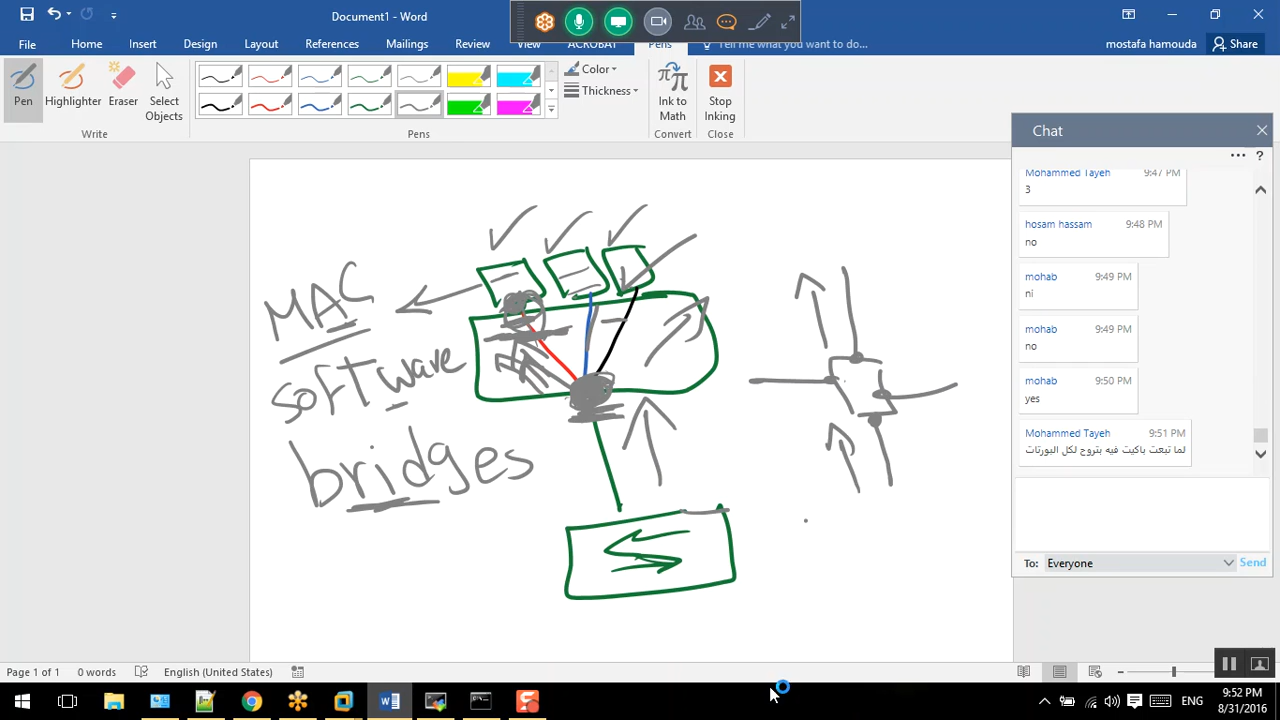 Document1 - Word
File
Home
Insert
Design
Layout
References
Mailings
Review
View
ACROBAT
Pens
Tell me what you want to do...
mostafa hamouda
Share
Pen
Highlighter
Eraser
Select
Objects
Write
Pens
Color
Thickness
Ink to
Math
Convert
Stop
Inking
Close
MAC
software
bridges
Chat
Mohammed Tayeh 9:47 PM
3
hosam hassam 9:48 PM
no
mohab 9:49 PM
ni
mohab 9:49 PM
no
mohab 9:50 PM
yes
Mohammed Tayeh 9:51 PM
لما تبعت باكيت فيه بتروح لكل البورتات
To: Everyone Send
Page 1 of 1 0 words English (United States)
ENG
9:52 PM
8/31/2016